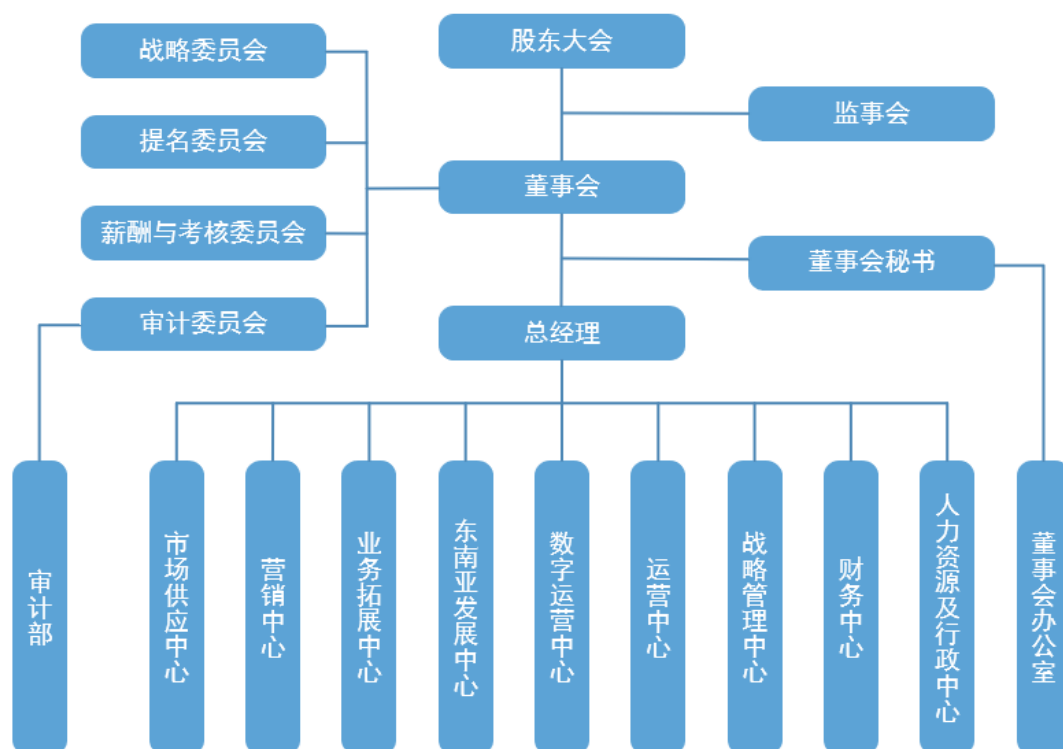 战略委员会
股东大会
监事会
提名委员会
董事会
薪酬与考核委员会
董事会秘书
审计委员会
总经理
审计部
市场供应中心
营销中心
业务拓展中心
东南亚发展中心
数字运营中心
运营中心
战略管理中心
财务中心
人力资源及行政中心
董事会办公室